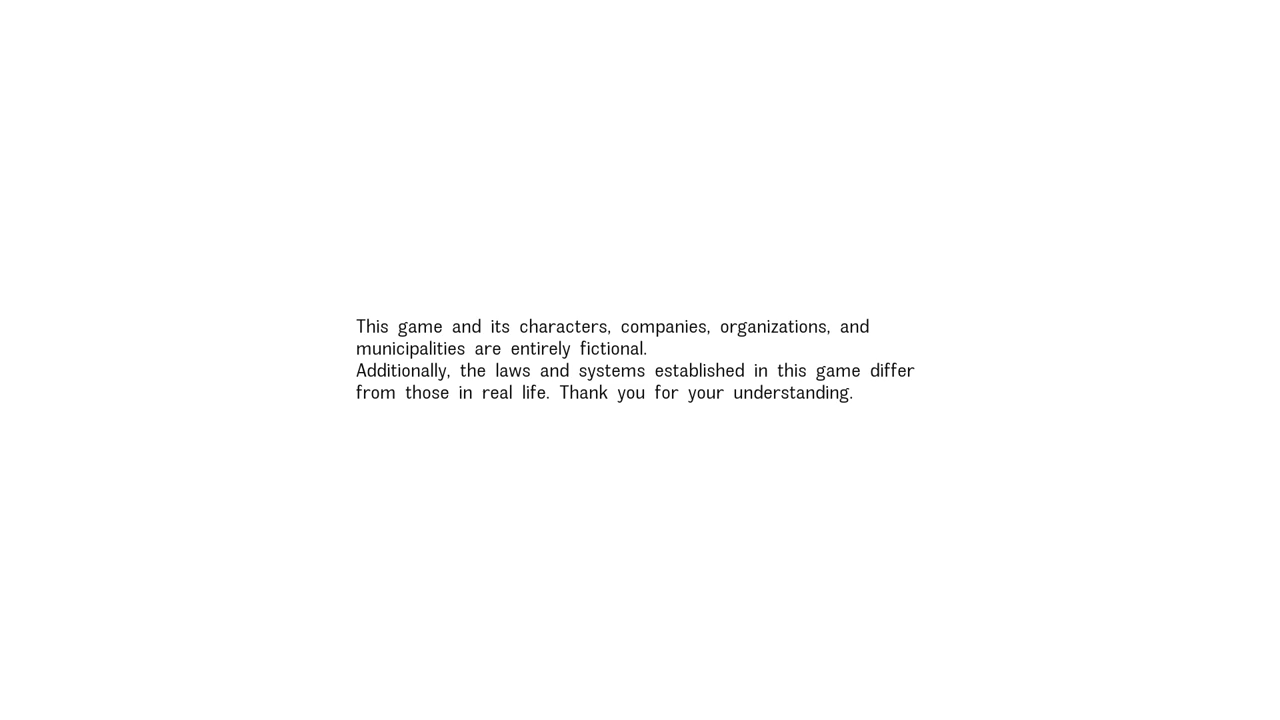 This game and its characters, companies, organizations, and
municipalities are entirely fictional.
Additionally, the laws and systems established in this game differ
from those in real life. Thank you for your understanding.